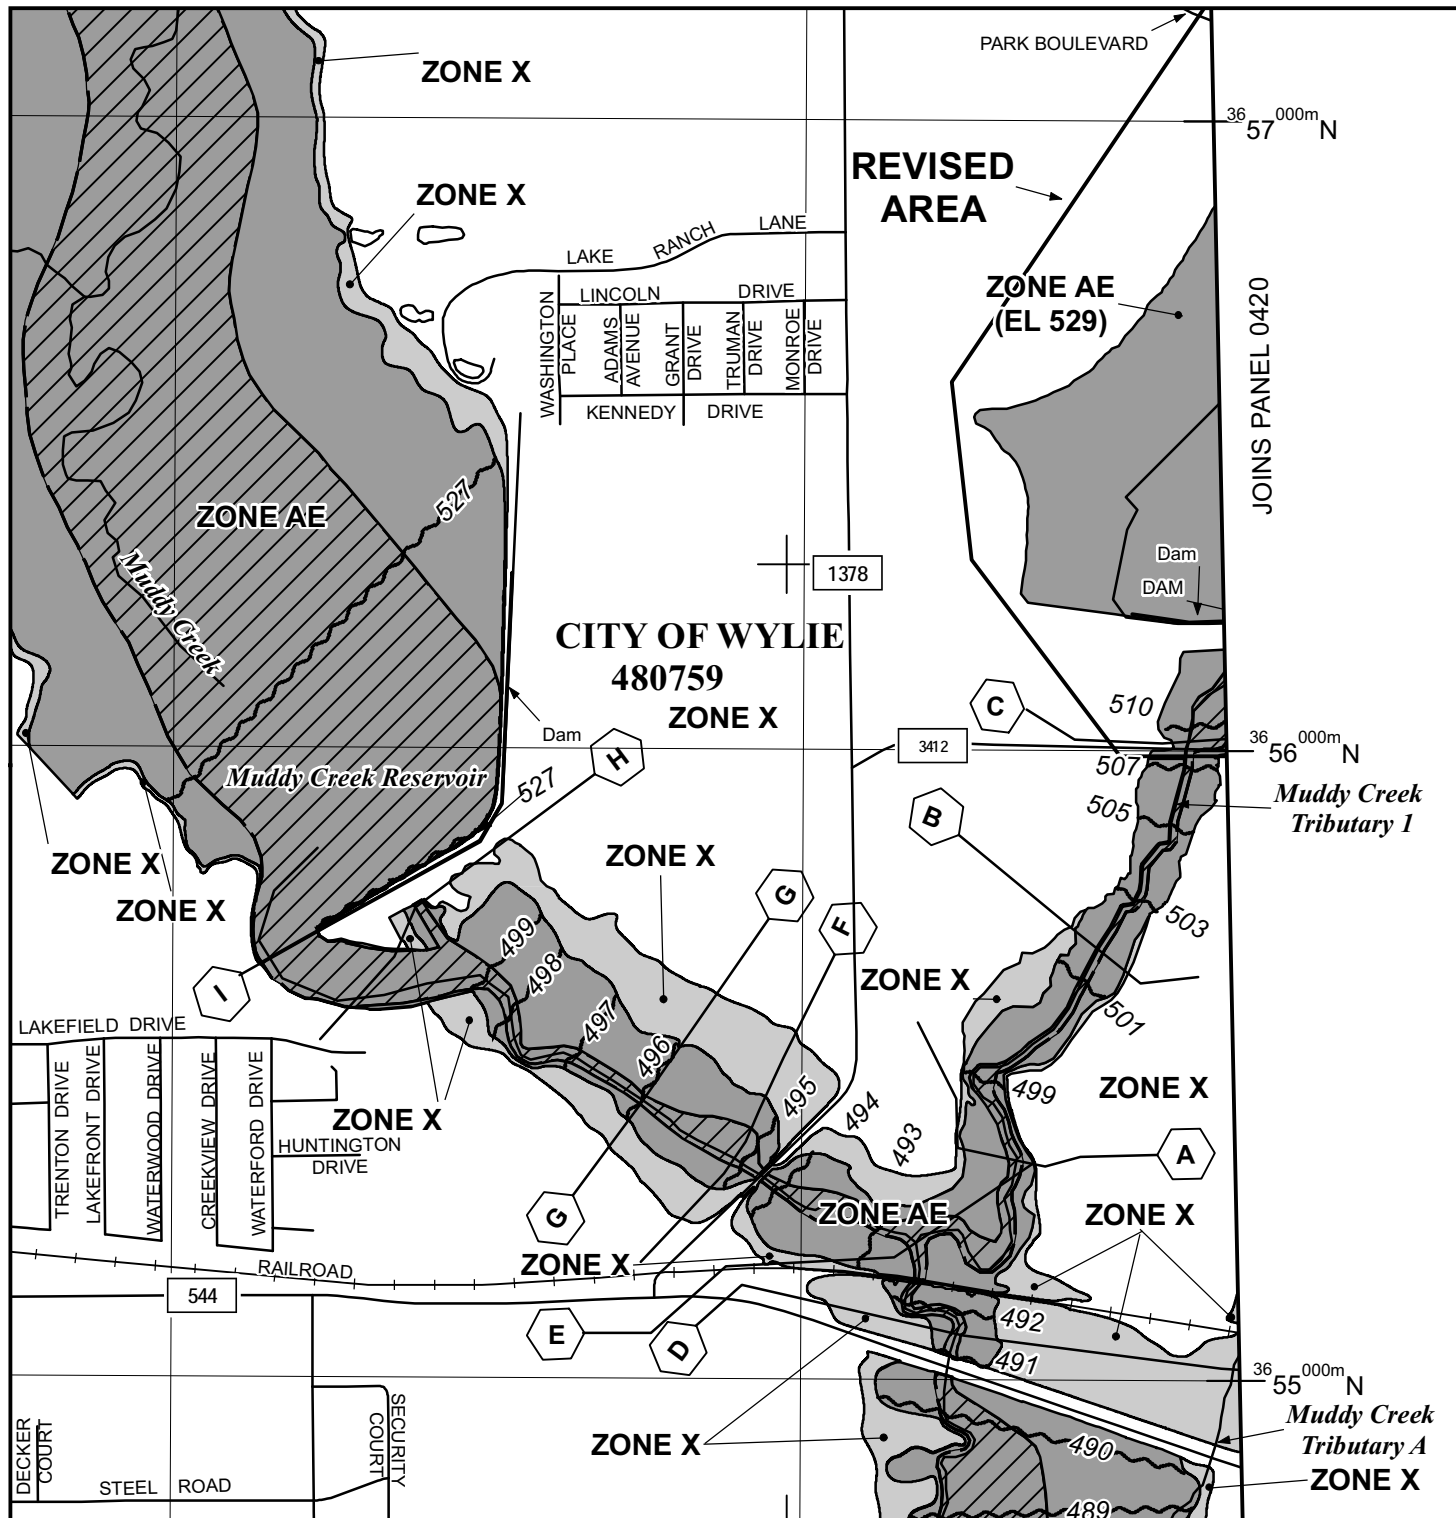 PARK BOULEVARD
ZONE X
36 57 000m N
REVISED
AREA
ZONE X
LAKE RANCH LANE
ZONE AE
(EL 529)
LINCOLN DRIVE
WASHINGTON
PLACE
ADAMS
AVENUE
GRANT
DRIVE
TRUMAN
DRIVE
MONROE
DRIVE
KENNEDY DRIVE
JOINS PANEL 0420
527
ZONE AE
Muddy Creek
1378
Dam
DAM
CITY OF WYLIE
480759
ZONE X
C
510
Dam
H
3412
36 56 000m N
507
Muddy Creek Reservoir
527
505
Muddy Creek
Tributary 1
B
ZONE X
ZONE X
ZONE X
G
F
503
499
498
I
ZONE X
497
501
496
LAKEFIELD DRIVE
TRENTON DRIVE
LAKEFRONT DRIVE
WATERWOOD DRIVE
CREEKVIEW DRIVE
WATERFORD DRIVE
495
494
493
499
ZONE X
ZONE X
HUNTINGTON
DRIVE
A
G
ZONE AE
ZONE X
ZONE X
RAILROAD
544
E
D
492
491
36 55 000m N
Muddy Creek
Tributary A
DECKER
COURT
SECURITY
COURT
ZONE X
490
ZONE X
STEEL ROAD
489